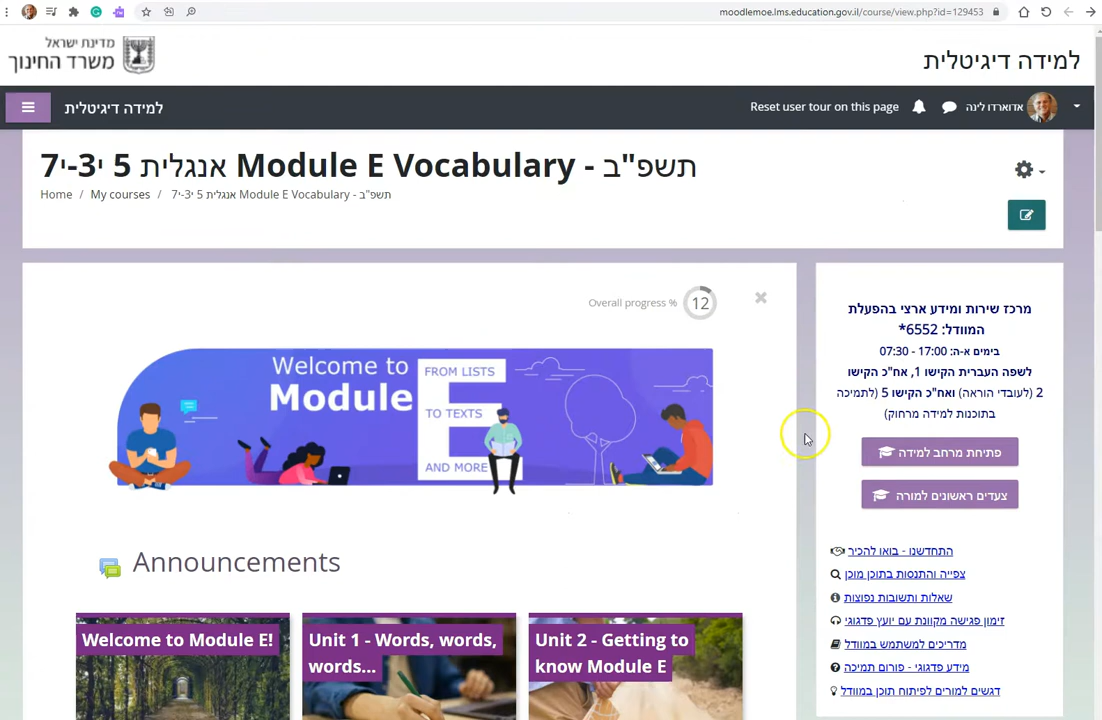 moodlemoe.lms.education.gov.il/course/view.php?id=129453
מדינת ישראל
משרד החינוך
למידה דיגיטלית
למידה דיגיטלית
Reset user tour on this page
אדוארדו לינה
אנגלית 5 י3-י7 Module E Vocabulary - תשפ"ב
Home / My courses / אנגלית 5 י3-י7 Module E Vocabulary - תשפ"ב
Overall progress % 12
Welcome to
Module E
FROM LISTS
TO TEXTS
AND MORE
Announcements
Welcome to Module E!
Unit 1 - Words, words,
words...
Unit 2 - Getting to
know Module E
מרכז שירות ומידע ארצי בהפעלת
המוודל: 6552*
בימים א-ה: 17:00 - 07:30
לשפה העברית הקישו 1, אח"כ הקישו
2 (לעובדי הוראה) ואח"כ הקישו 5 (לתמיכה
בתוכנות למידה מרחוק)
פתיחת מרחב למידה
צעדים ראשונים למורה
התחדשנו - בואו להכיר
צפייה והתנסות בתוכן מוכן
שאלות ותשובות נפוצות
זימון פגישה מקוונת עם יועץ פדגוגי
מדריכים למשתמש במוודל
מידע פדגוגי - פורום תמיכה
דגשים למורים לפיתוח תוכן במוודל